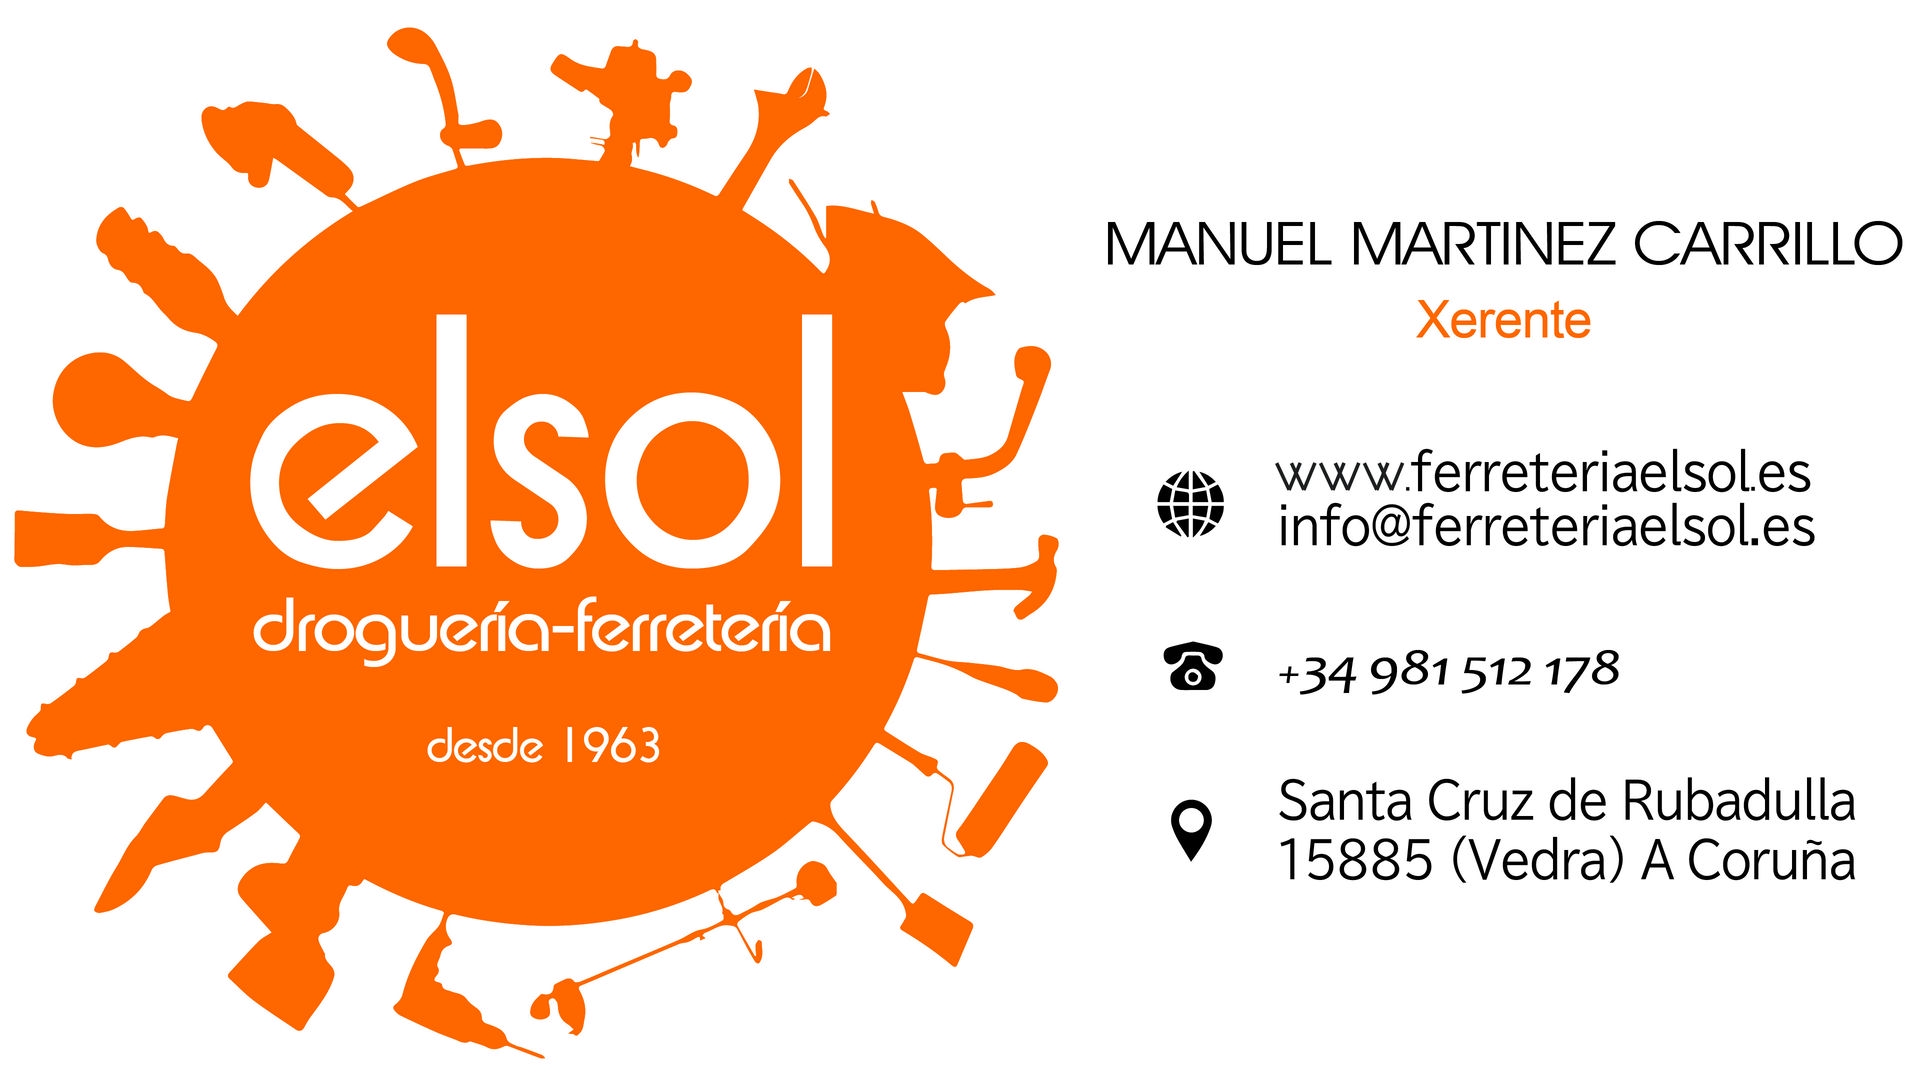 elsol
droguería-ferretería
desde 1963
MANUEL MARTINEZ CARRILLO
Xerente
www.ferreteriaelsol.es
info@ferreteriaelsol.es
+34 981 512 178
Santa Cruz de Rubadulla
15885 (Vedra) A Coruña